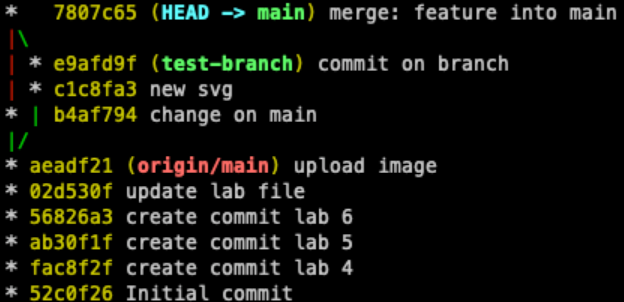 *   7807c65 (HEAD -> main) merge: feature into main
|\
| * e9afd9f (test-branch) commit on branch
| * c1c8fa3 new svg
* | b4af794 change on main
|/
* aeadf21 (origin/main) upload image
* 02d530f update lab file
* 56826a3 create commit lab 6
* ab30f1f create commit lab 5
* fac8f2f create commit lab 4
* 52c0f26 Initial commit